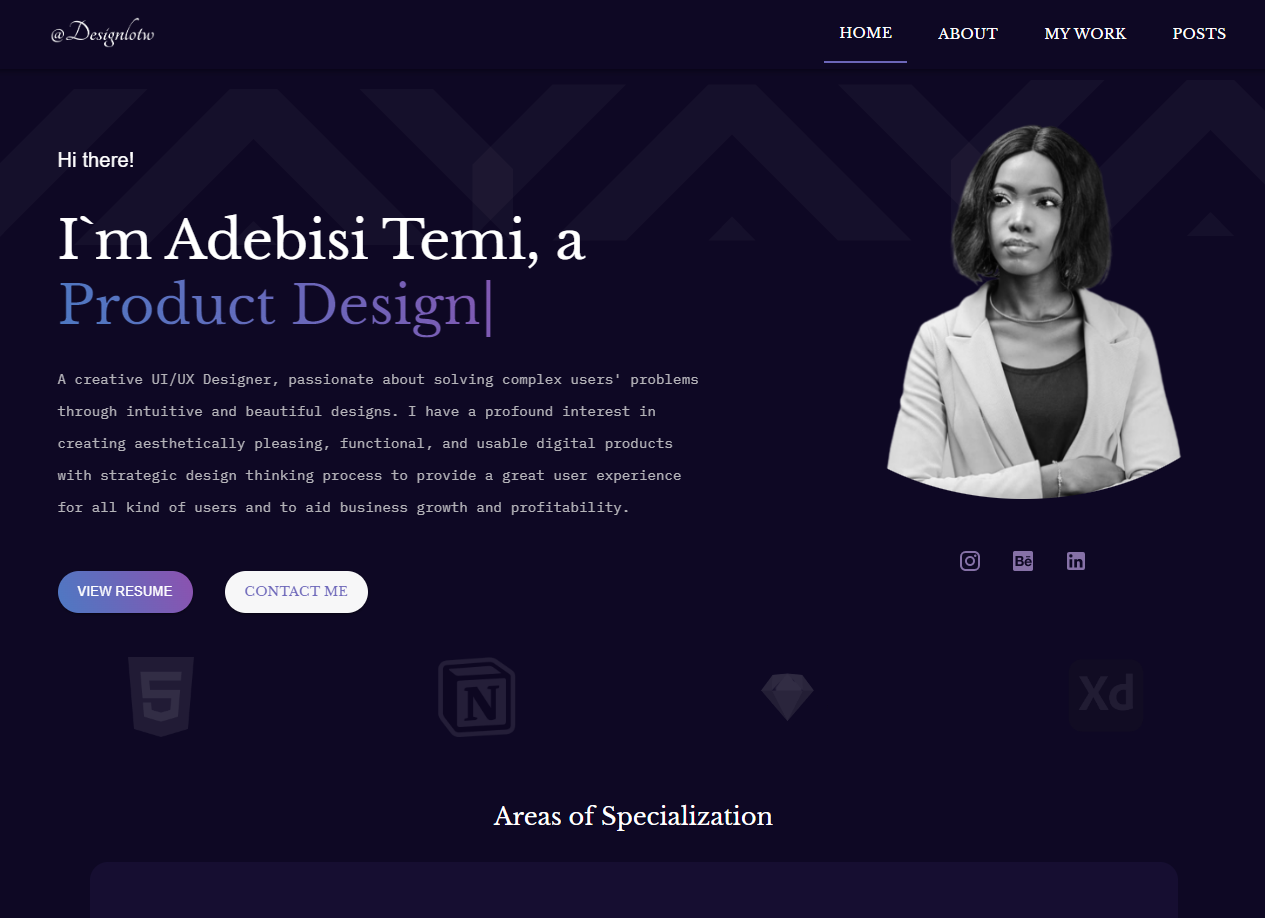 @Designlotw
HOME ABOUT MY WORK POSTS
Hi there!
I`m Adebisi Temi, a
Product Design|
A creative UI/UX Designer, passionate about solving complex users' problems
through intuitive and beautiful designs. I have a profound interest in
creating aesthetically pleasing, functional, and usable digital products
with strategic design thinking process to provide a great user experience
for all kind of users and to aid business growth and profitability.
Bē
in
VIEW RESUME CONTACT ME
5 N Xd
Areas of Specialization